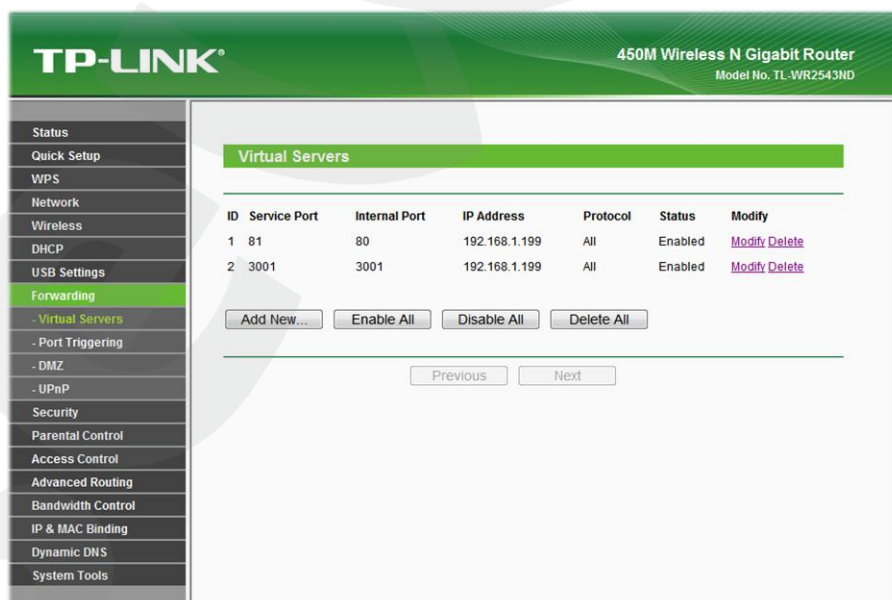 TP-LINK®
450M Wireless N Gigabit Router
Model No. TL-WR2543ND
Status
Quick Setup
WPS
Network
Wireless
DHCP
USB Settings
Forwarding
- Virtual Servers
- Port Triggering
- DMZ
- UPnP
Security
Parental Control
Access Control
Advanced Routing
Bandwidth Control
IP & MAC Binding
Dynamic DNS
System Tools
Virtual Servers
ID Service Port Internal Port IP Address Protocol Status Modify
1 81 80 192.168.1.199 All Enabled Modify Delete
2 3001 3001 192.168.1.199 All Enabled Modify Delete
Add New... Enable All Disable All Delete All
Previous Next